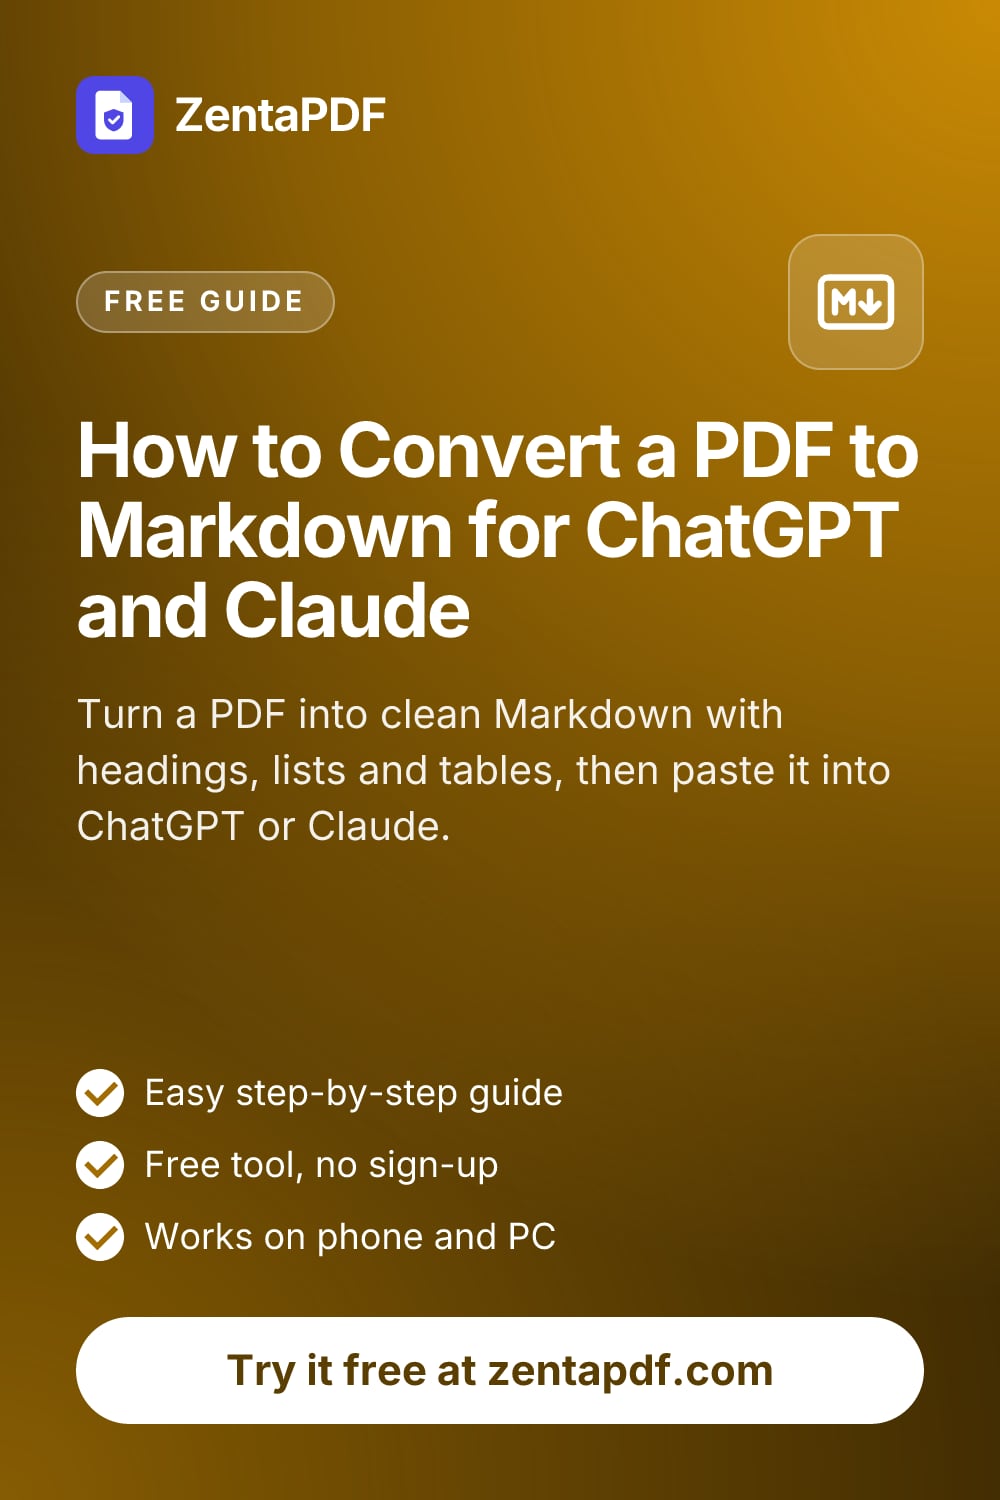 ZentaPDF
FREE GUIDE
M
How to Convert a PDF to
Markdown for ChatGPT
and Claude
Turn a PDF into clean Markdown with
headings, lists and tables, then paste it into
ChatGPT or Claude.
Easy step-by-step guide
Free tool, no sign-up
Works on phone and PC
Try it free at zentapdf.com